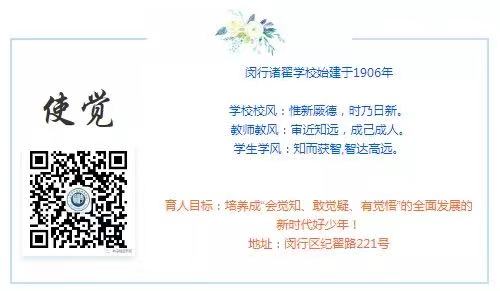 闵行诸翟学校始建于1906年
使觉
学校校风：惟新厥德，时乃日新。
教师教风：审近知远，成己成人。
学生学风：知而获智,智达高远。
育人目标：培养成“会觉知、敢觉疑、有觉悟”的全面发展的
新时代好少年！
地址：闵行区纪翟路221号